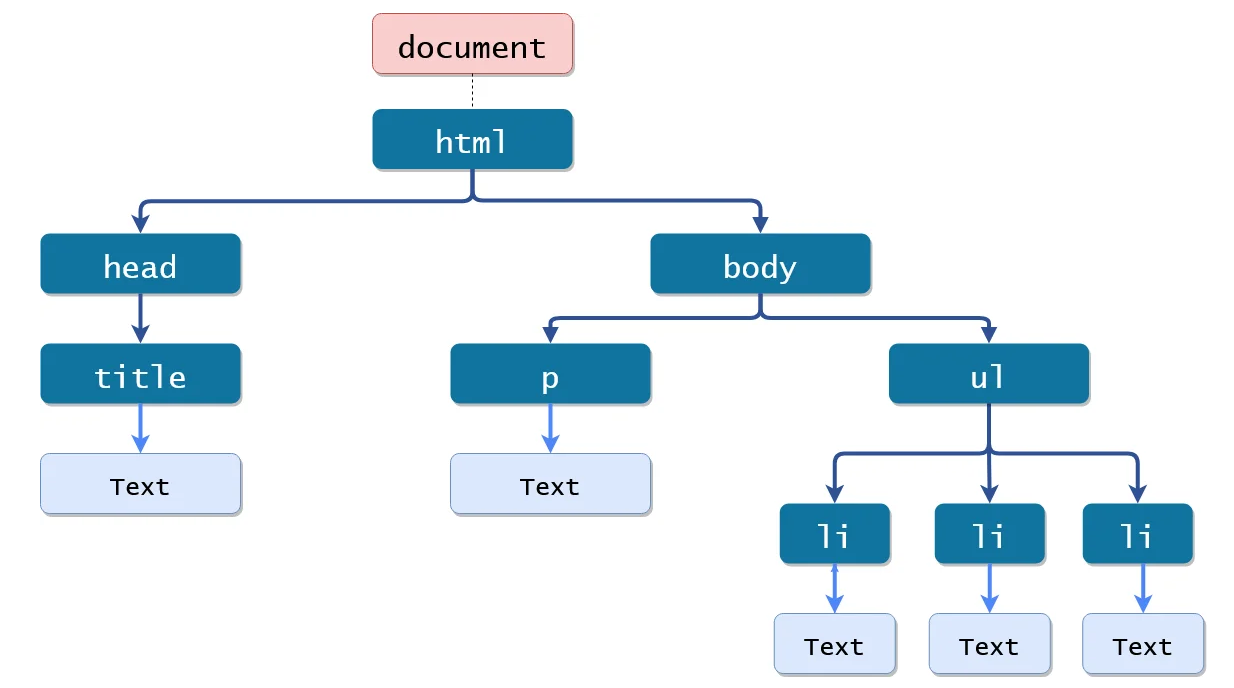 document
html
head
body
title
p
ul
Text
Text
li
li
li
Text
Text
Text